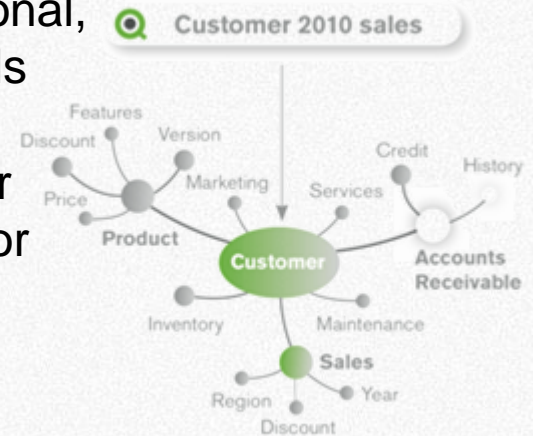 onal,
Customer 2010 sales
ls
Features
Discount
Version
r
Price
Marketing
Services
Credit
History
or
Product
Customer
Accounts
Receivable
Inventory
Maintenance
Sales
Region
Year
Discount